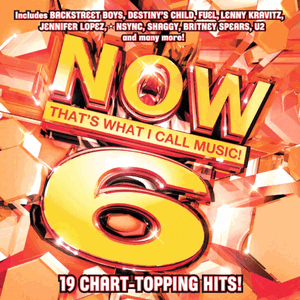 Includes BACKSTREET BOYS, DESTINY'S CHILD, FUEL, LENNY KRAVITZ,
JENNIFER LOPEZ, *NSYNC, SHAGGY, BRITNEY SPEARS, U2
and many more!
NOW
THAT'S WHAT I CALL MUSIC!
6
19 CHART-TOPPING HITS!